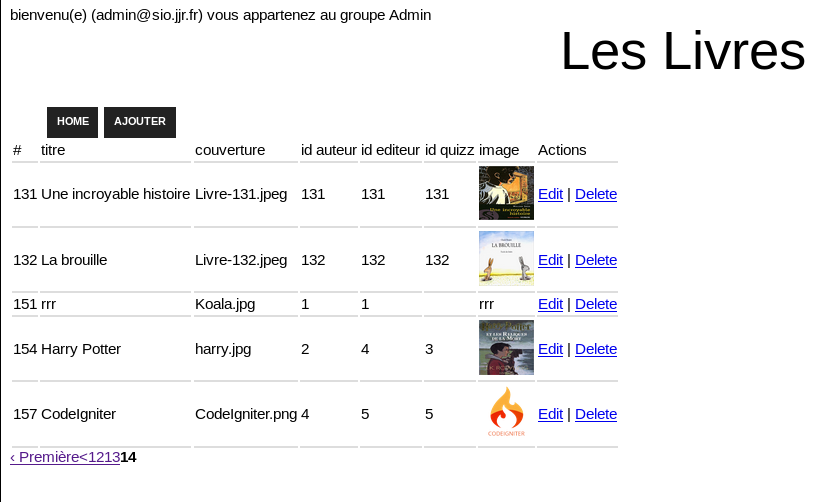 bienvenu(e) (admin@sio.jjr.fr) vous appartenez au groupe Admin
Les Livres
HOME AJOUTER
# titre couverture id auteur id editeur id quizz image Actions
131 Une incroyable histoire Livre-131.jpeg 131 131 131 Edit | Delete
Une incroyable
histoire
132 La brouille Livre-132.jpeg 132 132 132 Edit | Delete
LA BROUILLE
151 rrr Koala.jpg 1 1 rrr Edit | Delete
154 Harry Potter harry.jpg 2 4 3 Edit | Delete
ET LES RELIQUES
DE LA MORT
157 CodeIgniter CodeIgniter.png 4 5 5 Edit | Delete
CODEIGNITER
‹ Première<121314